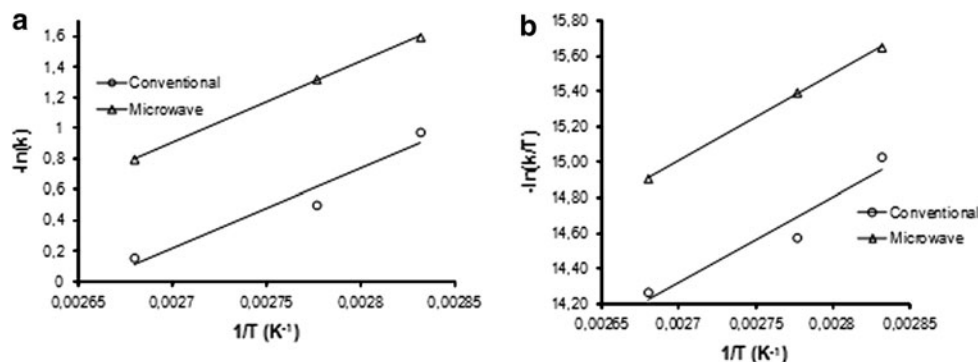 a
-ln(k)
1,6
1,4
1,2
1
0,8
0,6
0,4
0,2
0
Conventional
Microwave
0,00265
0,0027
0,00275
0,0028
0,00285
1/T (K-1)
b
-ln(k/T)
15,80
15,60
15,40
15,20
15,00
14,80
14,60
14,40
14,20
Conventional
Microwave
0,00265
0,0027
0,00275
0,0028
0,00285
1/T (K-1)